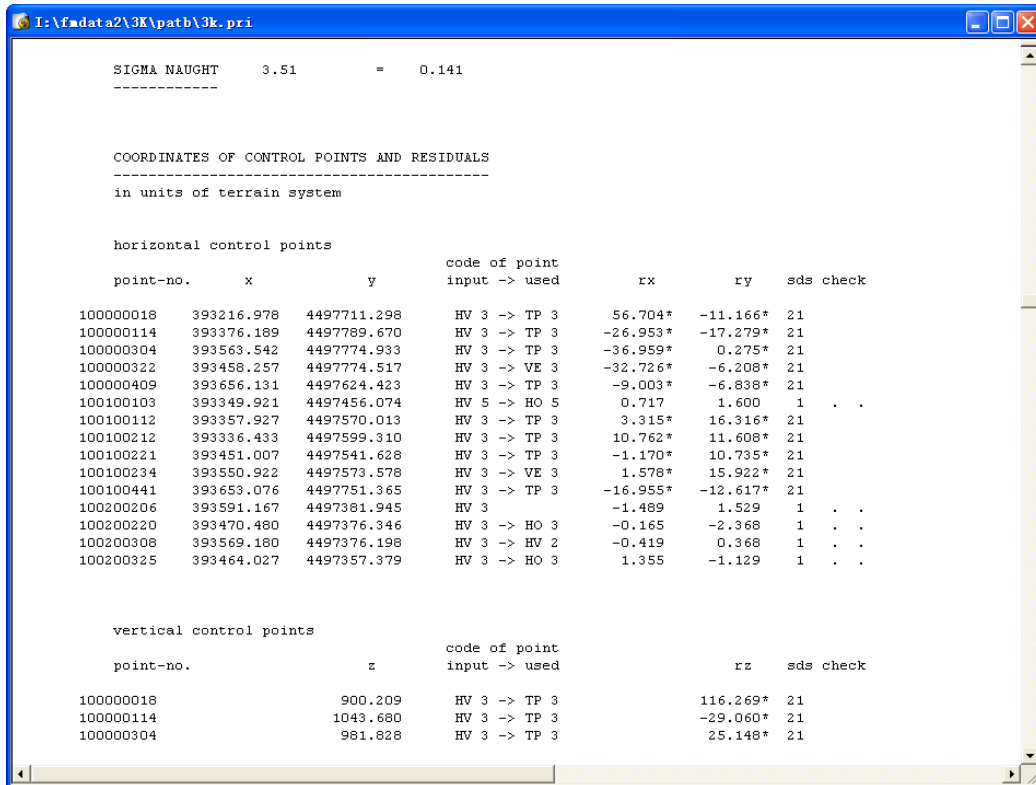 I:\fmdata2\3K\patb\3k.pri
SIGMA NAUGHT 3.51 = 0.141
------------
COORDINATES OF CONTROL POINTS AND RESIDUALS
-------------------------------------------
in units of terrain system
horizontal control points
code of point
point-no. x y input -> used rx ry sds check
100000018 393216.978 4497711.298 HV 3 -> TP 3 56.704* -11.166* 21
100000114 393376.189 4497789.670 HV 3 -> TP 3 -26.953* -17.279* 21
100000304 393563.542 4497774.933 HV 3 -> TP 3 -36.959* 0.275* 21
100000322 393458.257 4497774.517 HV 3 -> VE 3 -32.726* -6.208* 21
100000409 393656.131 4497624.423 HV 3 -> TP 3 -9.003* -6.838* 21
100100103 393349.921 4497456.074 HV 5 -> HO 5 0.717 1.600 1 . .
100100112 393357.927 4497570.013 HV 3 -> TP 3 3.315* 16.316* 21
100100212 393336.433 4497599.310 HV 3 -> TP 3 10.762* 11.608* 21
100100221 393451.007 4497541.628 HV 3 -> TP 3 -1.170* 10.735* 21
100100234 393550.922 4497573.578 HV 3 -> VE 3 1.578* 15.922* 21
100100441 393653.076 4497751.365 HV 3 -> TP 3 -16.955* -12.617* 21
100200206 393591.167 4497381.945 HV 3 -1.489 1.529 1 . .
100200220 393470.480 4497376.346 HV 3 -> HO 3 -0.165 -2.368 1 . .
100200308 393569.180 4497376.198 HV 3 -> HV 2 -0.419 0.368 1 . .
100200325 393464.027 4497357.379 HV 3 -> HO 3 1.355 -1.129 1 . .
vertical control points
code of point
point-no. z input -> used rz sds check
100000018 900.209 HV 3 -> TP 3 116.269* 21
100000114 1043.680 HV 3 -> TP 3 -29.060* 21
100000304 981.828 HV 3 -> TP 3 25.148* 21